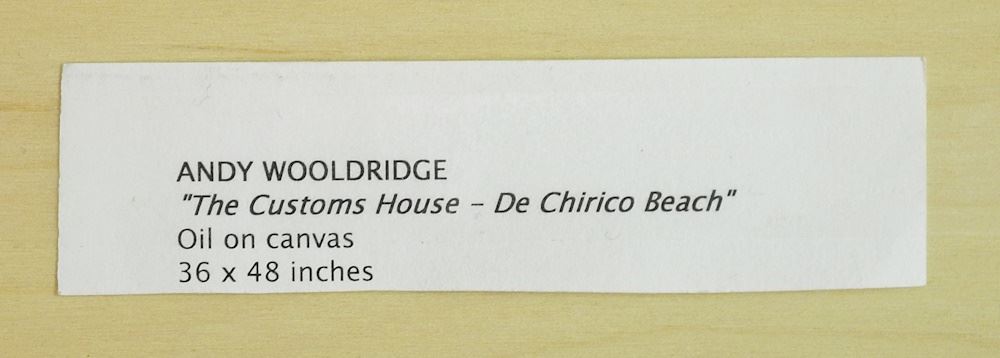 ANDY WOOLDRIDGE
"The Customs House – De Chirico Beach"
Oil on canvas
36 x 48 inches